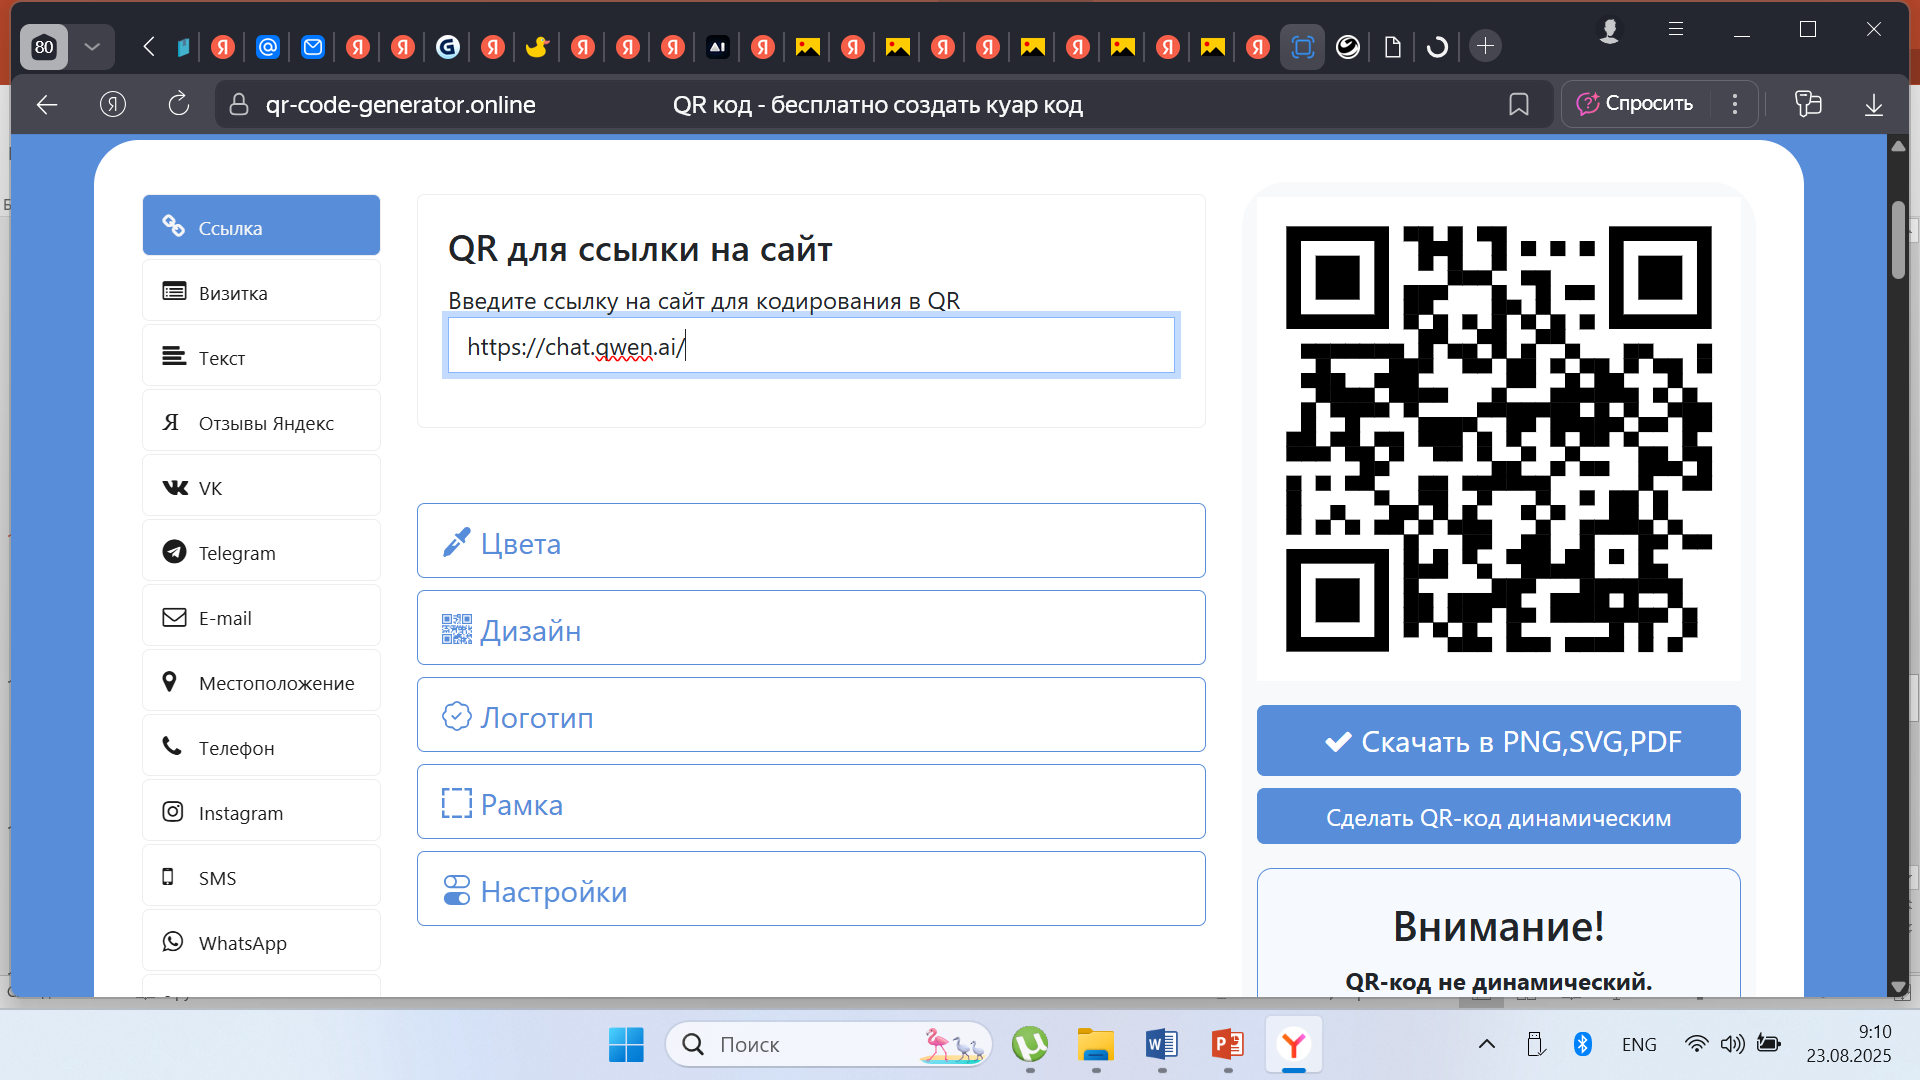 80
qr-code-generator.online
QR код - бесплатно создать куар код
Спросить
Ссылка
Визитка
Текст
Отзывы Яндекс
VK
Telegram
E-mail
Местоположение
Телефон
Instagram
SMS
WhatsApp
QR для ссылки на сайт
Введите ссылку на сайт для кодирования в QR
https://chat.qwen.ai/
Цвета
Дизайн
Логотип
Рамка
Настройки
Скачать в PNG,SVG,PDF
Сделать QR-код динамическим
Внимание!
QR-код не динамический.
Поиск
ENG
9:10
23.08.2025